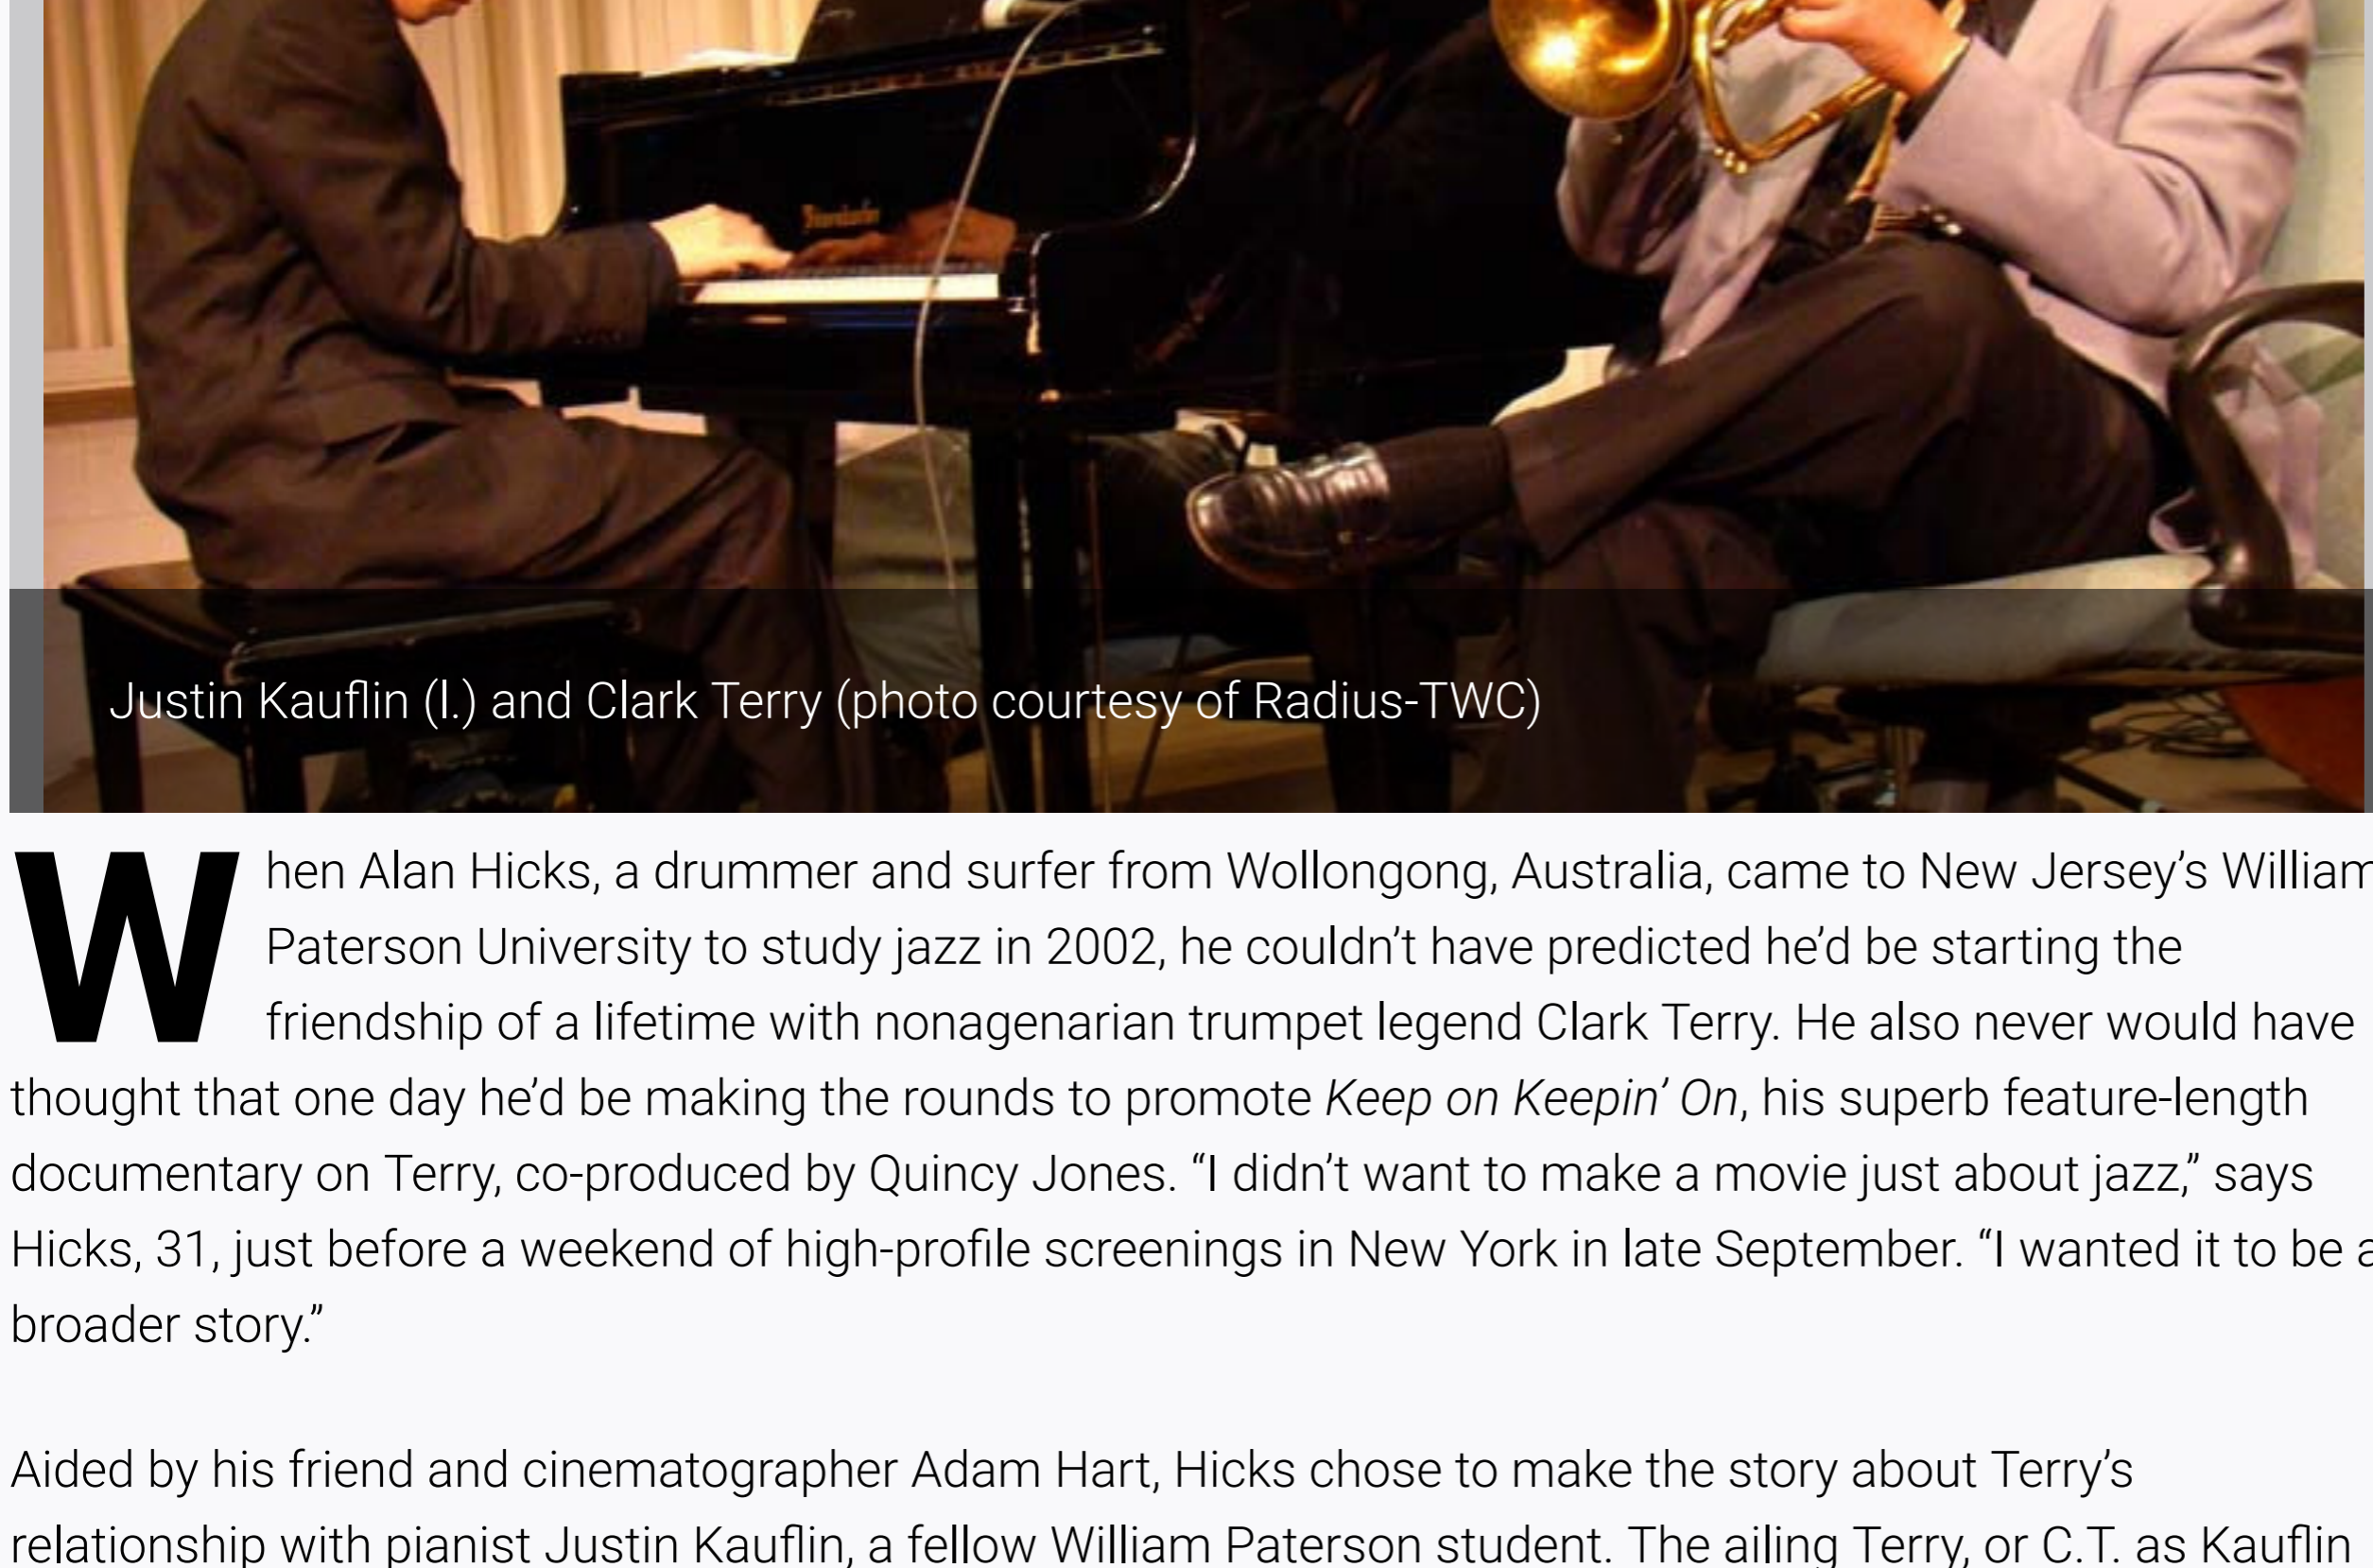 Justin Kauflin (l.) and Clark Terry (photo courtesy of Radius-TWC)
When Alan Hicks, a drummer and surfer from Wollongong, Australia, came to New Jersey’s William
Paterson University to study jazz in 2002, he couldn’t have predicted he’d be starting the
friendship of a lifetime with nonagenarian trumpet legend Clark Terry. He also never would have
thought that one day he’d be making the rounds to promote Keep on Keepin’ On, his superb feature-length
documentary on Terry, co-produced by Quincy Jones. “I didn’t want to make a movie just about jazz,” says
Hicks, 31, just before a weekend of high-profile screenings in New York in late September. “I wanted it to be a
broader story.”
Aided by his friend and cinematographer Adam Hart, Hicks chose to make the story about Terry’s
relationship with pianist Justin Kauflin, a fellow William Paterson student. The ailing Terry, or C.T. as Kauflin